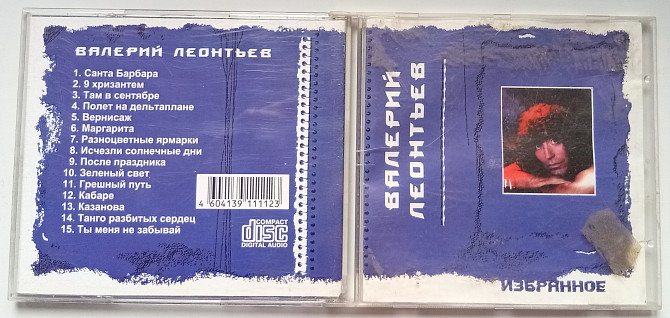 ВАЛЕРИЙ ЛЕОНТЬЕВ
1. Санта Барбара
2. 9 хризантем
3. Там в сентябре
4. Полет на дельтаплане
5. Вернисаж
6. Маргарита
7. Разноцветные ярмарки
8. Исчезли солнечные дни
9. После праздника
10. Зеленый свет
11. Грешный путь
12. Кабаре
13. Казанова
14. Танго разбитых сердец
15. Ты меня не забывай
4 604139 111123
COMPACT
disc
DIGITAL AUDIO
ВАЛЕРИЙ
ЛЕОНТЬЕВ
ИЗБРАННОЕ